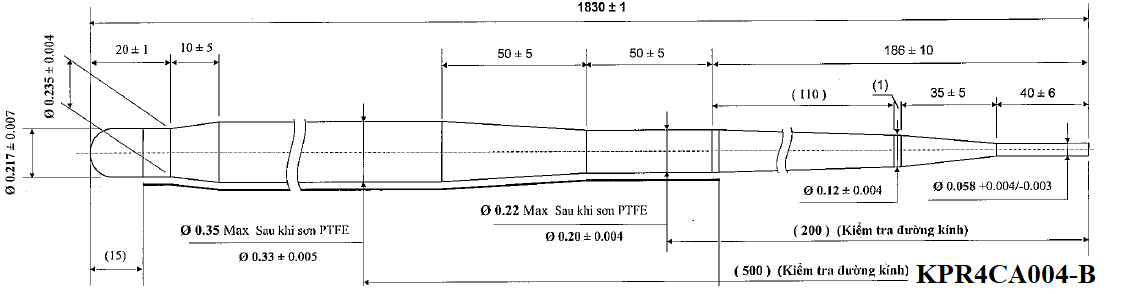 1830 ± 1
20 ± 1
10 ± 5
50 ± 5
50 ± 5
186 ± 10
Ø 0.235 ± 0.004
( 110 )
(1)
35 ± 5
40 ± 6
Ø 0.217 ± 0.007
Ø 0.12 ± 0.004
Ø 0.058 +0.004/-0.003
Ø 0.35 Max Sau khi sơn PTFE
Ø 0.33 ± 0.005
Ø 0.22 Max Sau khi sơn PTFE
Ø 0.20 ± 0.004
( 200 ) (Kiểm tra đường kính)
(15)
( 500 ) (Kiểm tra đường kính)
KPR4CA004-B